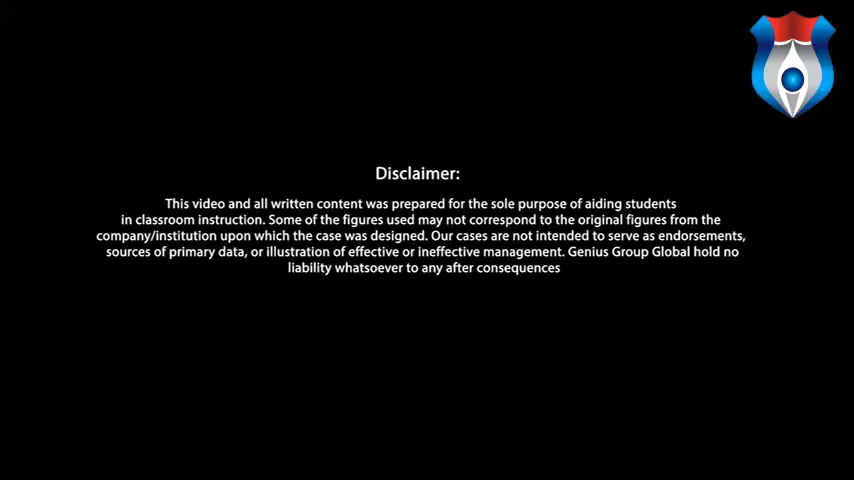 Disclaimer:
This video and all written content was prepared for the sole purpose of aiding students
in classroom instruction. Some of the figures used may not correspond to the original figures from the
company/institution upon which the case was designed. Our cases are not intended to serve as endorsements,
sources of primary data, or illustration of effective or ineffective management. Genius Group Global hold no
liability whatsoever to any after consequences